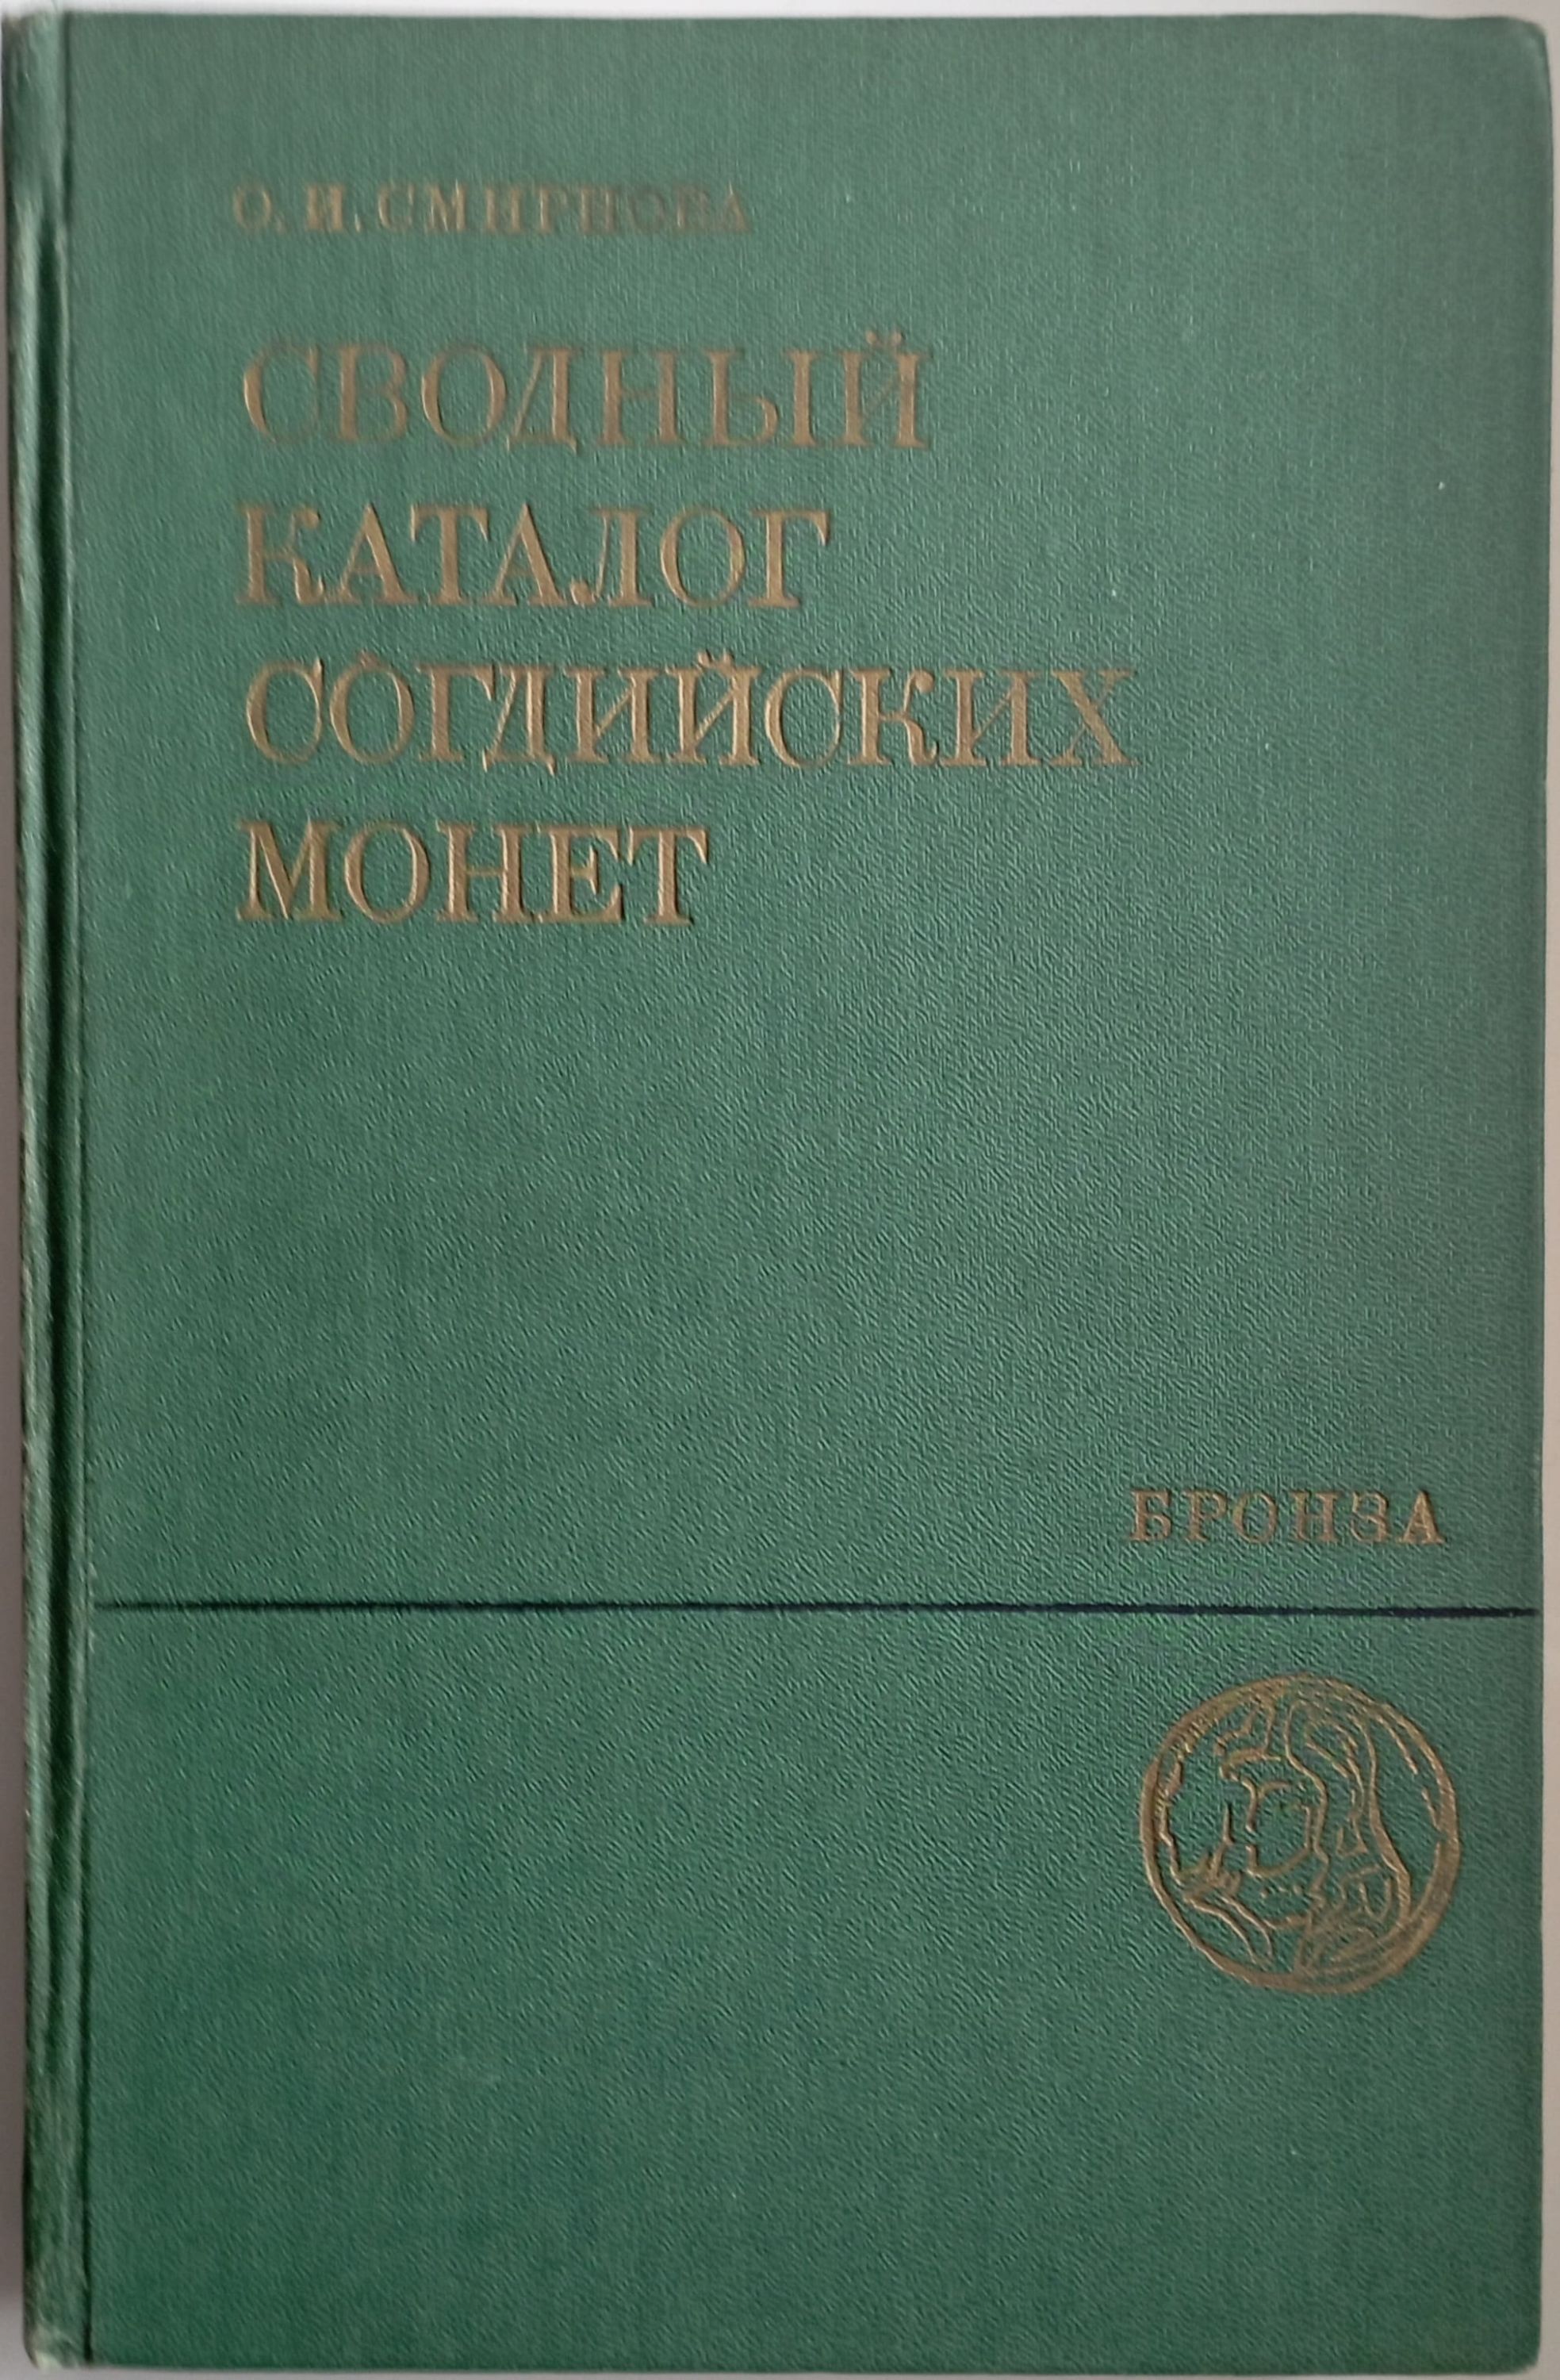 О. И. СМИРНОВА
СВОДНЫЙ
КАТАЛОГ
СОГДИЙСКИХ
МОНЕТ
БРОНЗА